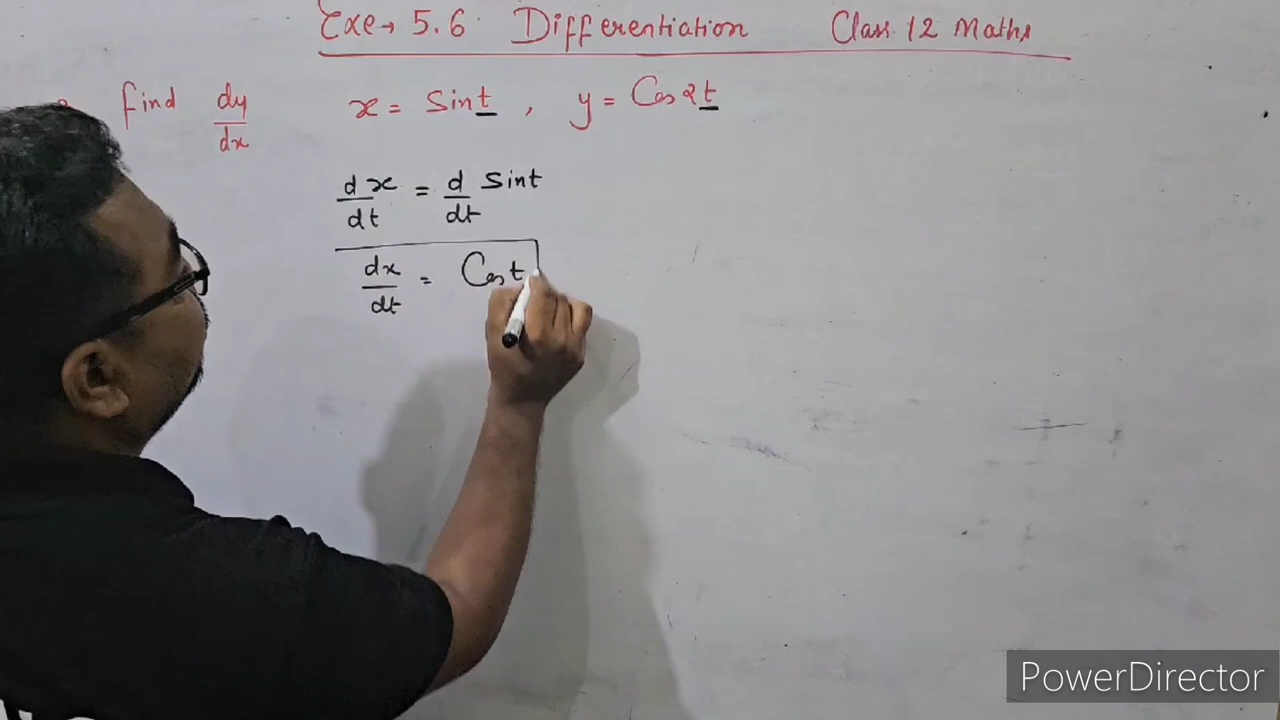 Exe→ 5.6 Differentiation Class 12 Maths
find dy/dx x = Sint , y = Cos2t
d x/dt = d/dt Sint
dx/dt = Cost
PowerDirector